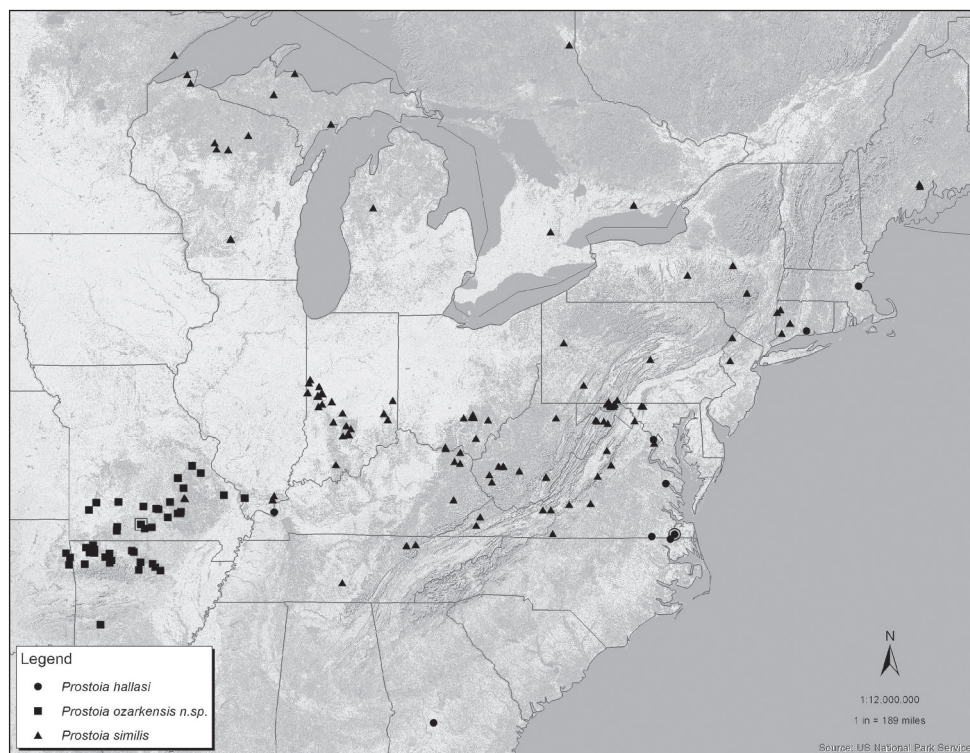 Legend
Prostoia hallasi
Prostoia ozarkensis n.sp.
Prostoia similis
N
1:12.000.000
1 in = 189 miles
Source: US National Park Service